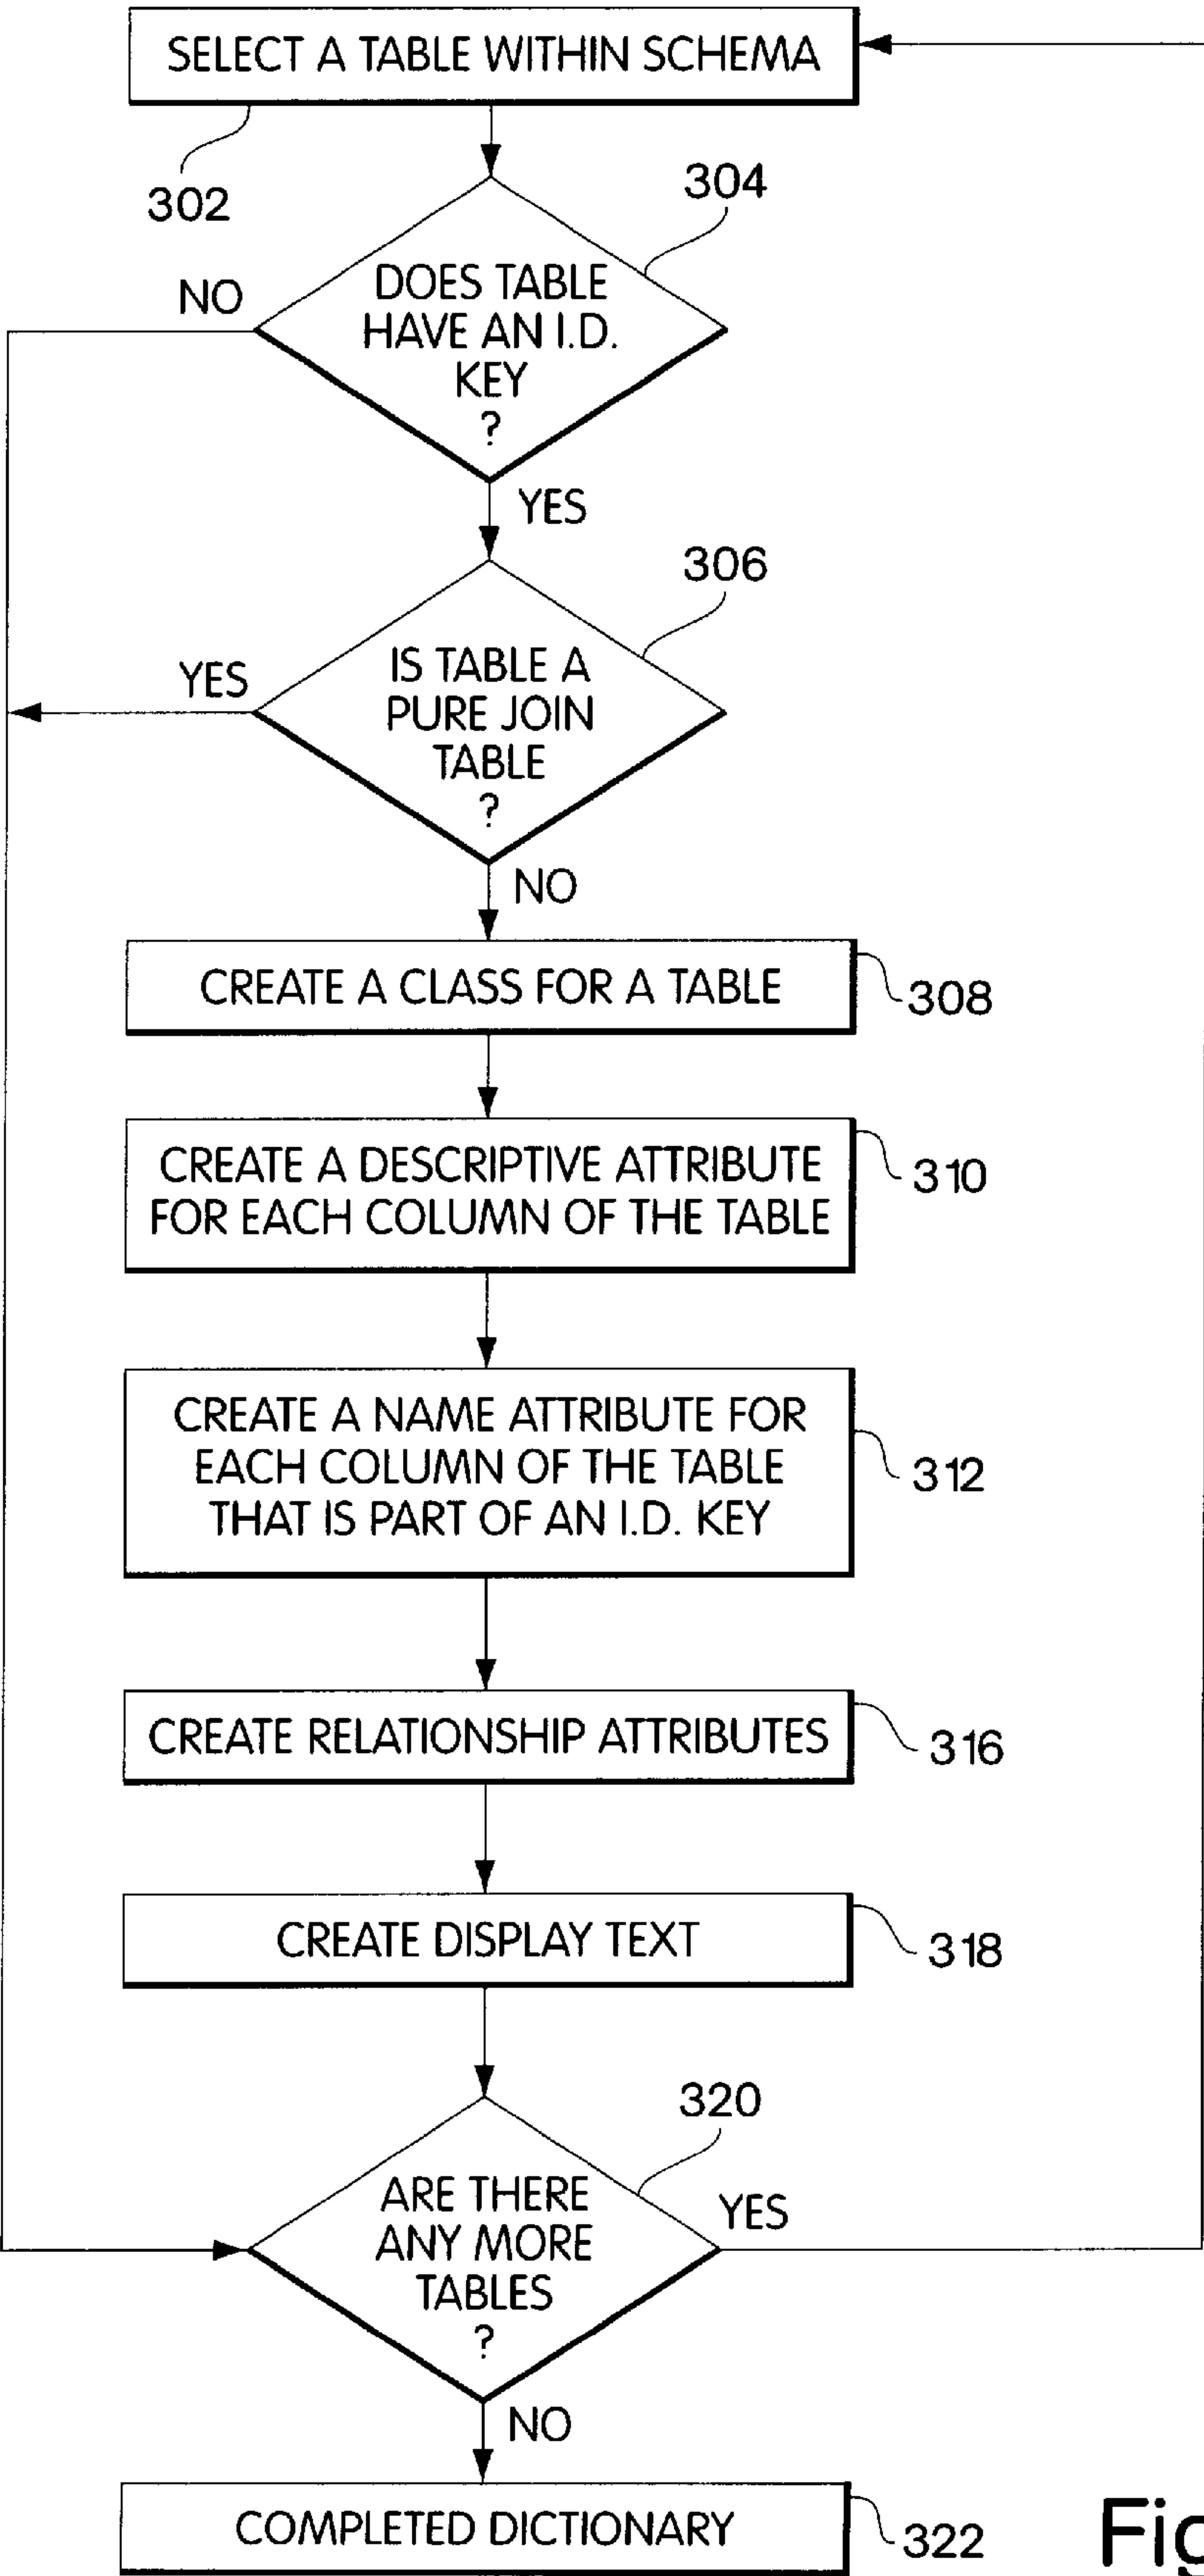 SELECT A TABLE WITHIN SCHEMA
302
304
DOES TABLE
HAVE AN I.D.
KEY
?
NO
YES
306
IS TABLE A
PURE JOIN
TABLE
?
YES
NO
CREATE A CLASS FOR A TABLE
308
CREATE A DESCRIPTIVE ATTRIBUTE
FOR EACH COLUMN OF THE TABLE
310
CREATE A NAME ATTRIBUTE FOR
EACH COLUMN OF THE TABLE
THAT IS PART OF AN I.D. KEY
312
CREATE RELATIONSHIP ATTRIBUTES
316
CREATE DISPLAY TEXT
318
320
ARE THERE
ANY MORE
TABLES
?
YES
NO
COMPLETED DICTIONARY
322
Fig